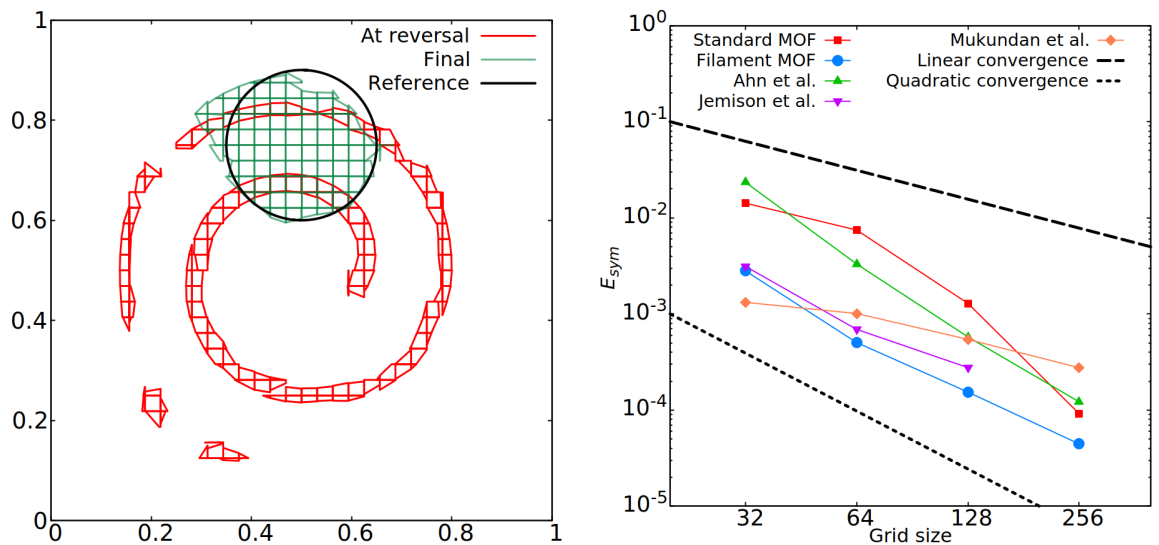 1
0.8
0.6
0.4
0.2
0
0
0.2
0.4
0.6
0.8
1
At reversal
Final
Reference
10^0
10^-1
10^-2
10^-3
10^-4
10^-5
E_sym
Standard MOF
Filament MOF
Ahn et al.
Jemison et al.
Mukundan et al.
Linear convergence
Quadratic convergence
32
64
128
256
Grid size